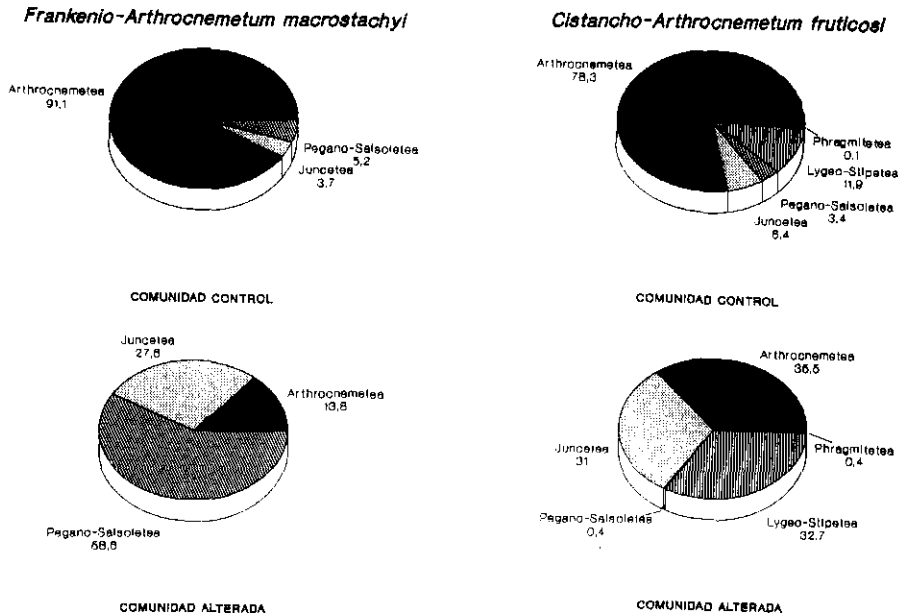 Frankenio-Arthrocnemetum macrostachyi
Cistancho-Arthrocnemetum fruticosi
Arthrocnemetea
91,1
Pegano-Salsoletea
5,2
Juncetea
3,7
COMUNIDAD CONTROL
Arthrocnemetea
78,3
Phragmitetea
0,1
Lygeo-Stipetea
11,9
Pegano-Salsoletea
3,4
Juncetea
6,4
COMUNIDAD CONTROL
Juncetea
27,6
Arthrocnemetea
13,8
Pegano-Salsoletea
58,6
COMUNIDAD ALTERADA
Arthrocnemetea
35,5
Juncetea
31
Phragmitetea
0,4
Pegano-Salsoletea
0,4
Lygeo-Stipetea
32,7
COMUNIDAD ALTERADA